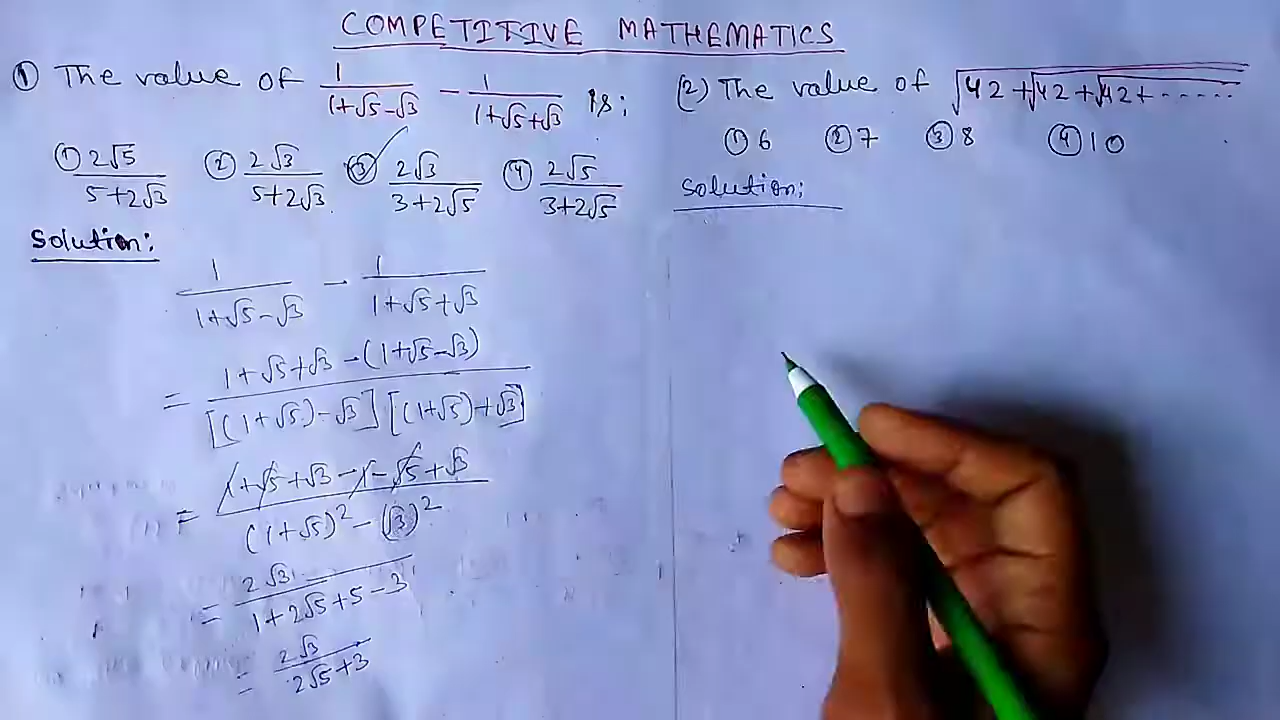 COMPETITIVE MATHEMATICS
① The value of 1/(1+√5-√3) - 1/(1+√5+√3) is:
① 2√5/(5+2√3) ② 2√3/(5+2√3) ③ 2√3/(3+2√5) ④ 2√5/(3+2√5)
Solution:
1/(1+√5-√3) - 1/(1+√5+√3)
= (1+√5+√3-(1+√5-√3))/([(1+√5)-√3][(1+√5)+√3])
= (1+√5+√3-1-√5+√3)/((1+√5)²-(√3)²)
= 2√3/(1+2√5+5-3)
= 2√3/(2√5+3)
(2) The value of √42+√42+√42+......
① 6 ② 7 ③ 8 ④ 10
Solution: